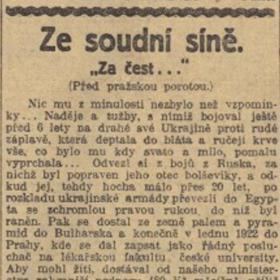 Ze soudní síně.
„Za čest...“
(Před pražskou porotou.)
Nic mu z minulosti nezbylo než vzpomín-
ky... Naděje a tužby, s nimiž bojoval ještě
před 6 lety na drahé své Ukrajině proti rudé
záplavě, která deptala do bláta a ručejí krve
vše, co bylo mu kdy svato a milo, pomalu
vyprchala... Odvezl si z bojů z Ruska, za
nichž byl popraven jeho otec bolševiky, a od-
kud jej, tehdy hocha málo přes 20 let, po
rozkladu ukrajinské armády převezli do Egyp-
ta se schromlou pravou rukou, do níž byl
raněn. Pak se dostal ze země palem a pyra-
mid do Bulharska a konečně v lednu 1922 do
Prahy, kde se dal zapsat jako řádný poslu-
chač na lékařskou fakultu české university.
Aby mohl žíti, dostával od našeho minister-